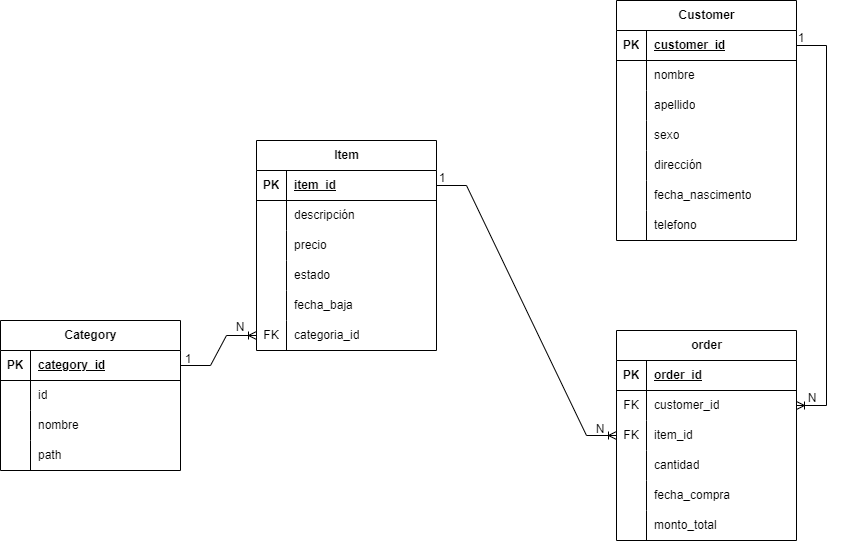 Customer
PK customer_id
nombre
apellido
sexo
dirección
fecha_nascimento
telefono
1
N
Item
PK item_id
descripción
precio
estado
fecha_baja
FK categoria_id
1
N
Category
PK category_id
id
nombre
path
1
N
order
PK order_id
FK customer_id
FK item_id
cantidad
fecha_compra
monto_total